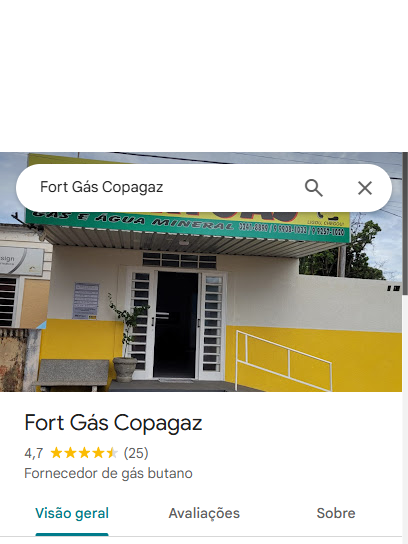 Fort Gás Copagaz
GÁS E ÁGUA MINERAL
Fort Gás Copagaz
4,7 (25)
Fornecedor de gás butano
Visão geral Avaliações Sobre